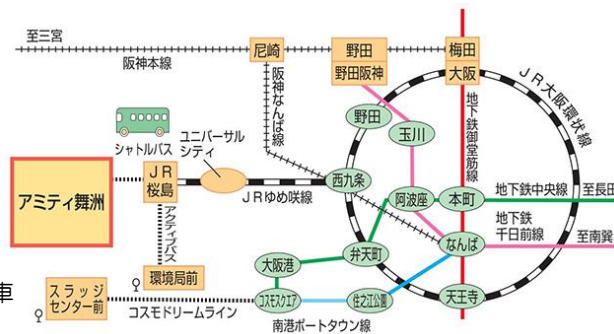 至三宮
阪神本線
尼崎
野田
野田阪神
梅田
大阪
JR大阪環状線
阪神なんば線
地下鉄御堂筋線
野田
玉川
シャトルバス
ユニバーサル
シティ
アミティ舞洲
JR
桜島
JRゆめ咲線
西九条
阿波座
本町
地下鉄中央線
至長田
地下鉄
千日前線
至南巽
アクティブバス
環境局前
大阪港
弁天町
なんば
車
スラッジ
センター前
コスモドリームライン
コスモスクエア
住之江公園
天王寺
南港ポートタウン線